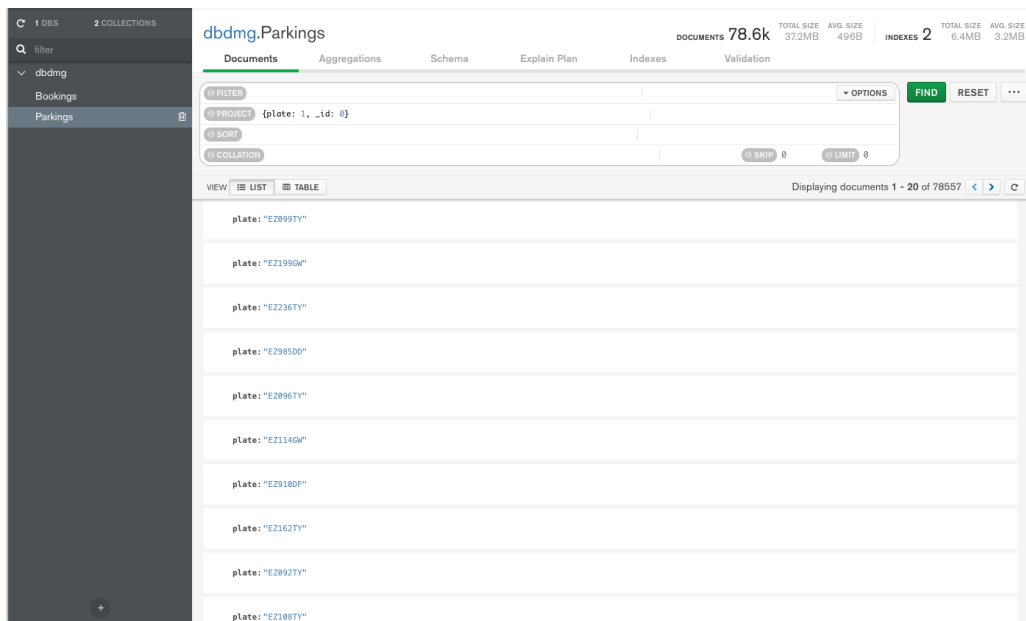 1 DBS 2 COLLECTIONS
filter
dbdmg
Bookings
Parkings
dbdmg.Parkings
DOCUMENTS 78.6k TOTAL SIZE 37.2MB AVG. SIZE 496B INDEXES 2 TOTAL SIZE 6.4MB AVG. SIZE 3.2MB
Documents Aggregations Schema Explain Plan Indexes Validation
FILTER OPTIONS FIND RESET ...
PROJECT {plate: 1, _id: 0}
SORT
COLLATION SKIP 0 LIMIT 0
VIEW LIST TABLE Displaying documents 1 - 20 of 78557 < >
plate:"EZ099TY"
plate:"EZ199GW"
plate:"EZ236TY"
plate:"EZ985DD"
plate:"EZ096TY"
plate:"EZ114GW"
plate:"EZ910DF"
plate:"EZ162TY"
plate:"EZ092TY"
plate:"EZ108TY"
+